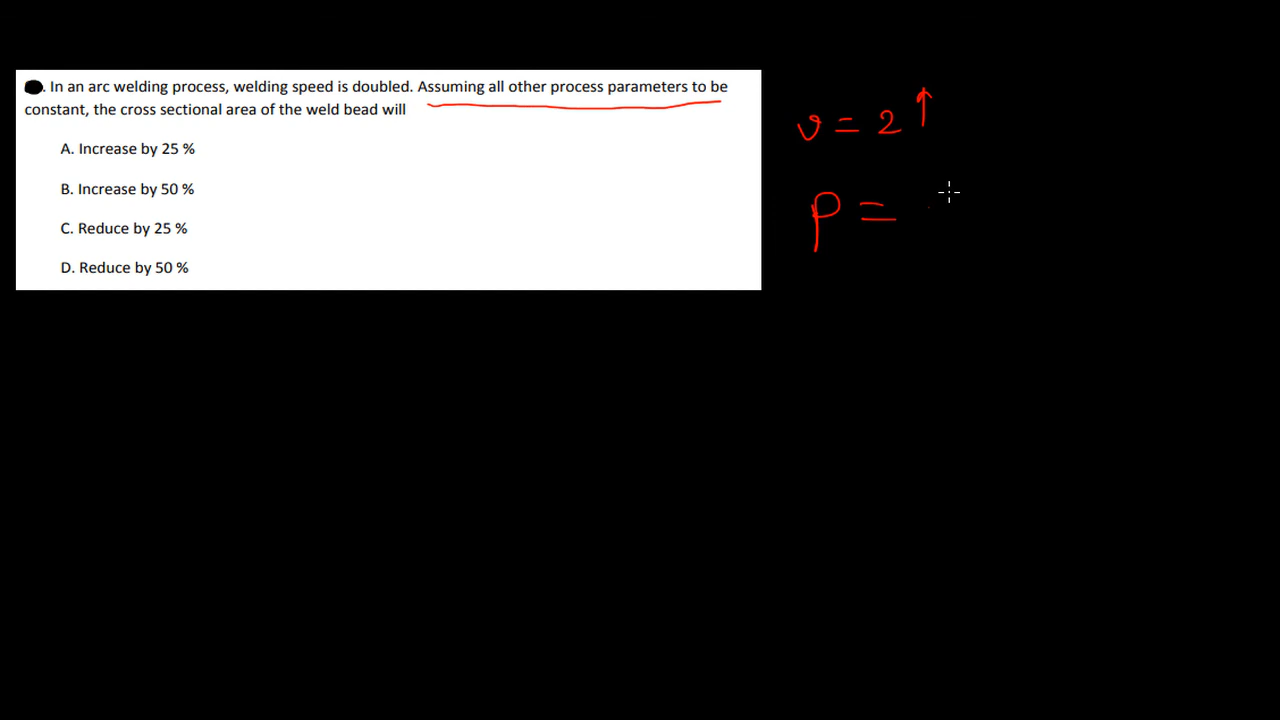 . In an arc welding process, welding speed is doubled. Assuming all other process parameters to be
constant, the cross sectional area of the weld bead will
A. Increase by 25 %
B. Increase by 50 %
C. Reduce by 25 %
D. Reduce by 50 %
v = 2 ↑
P =